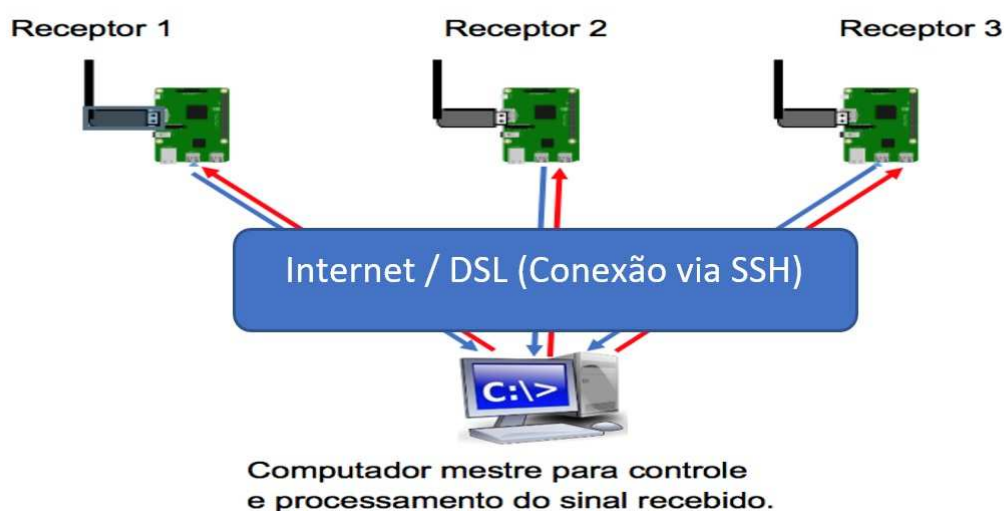 Receptor 1
Receptor 2
Receptor 3
Internet / DSL (Conexão via SSH)
C:\>
Computador mestre para controle
e processamento do sinal recebido.